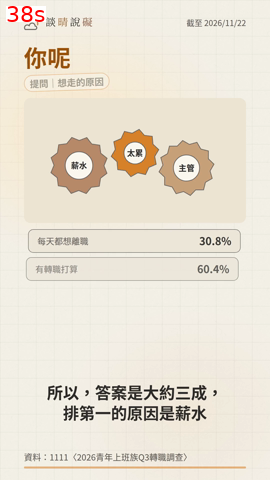 38s
談晴說礙
截至 2026/11/22
你呢
提問｜想走的原因
薪水
太累
主管
每天都想離職 30.8%
有轉職打算 60.4%
所以，答案是大約三成，
排第一的原因是薪水
資料：1111〈2026青年上班族Q3轉職調查〉